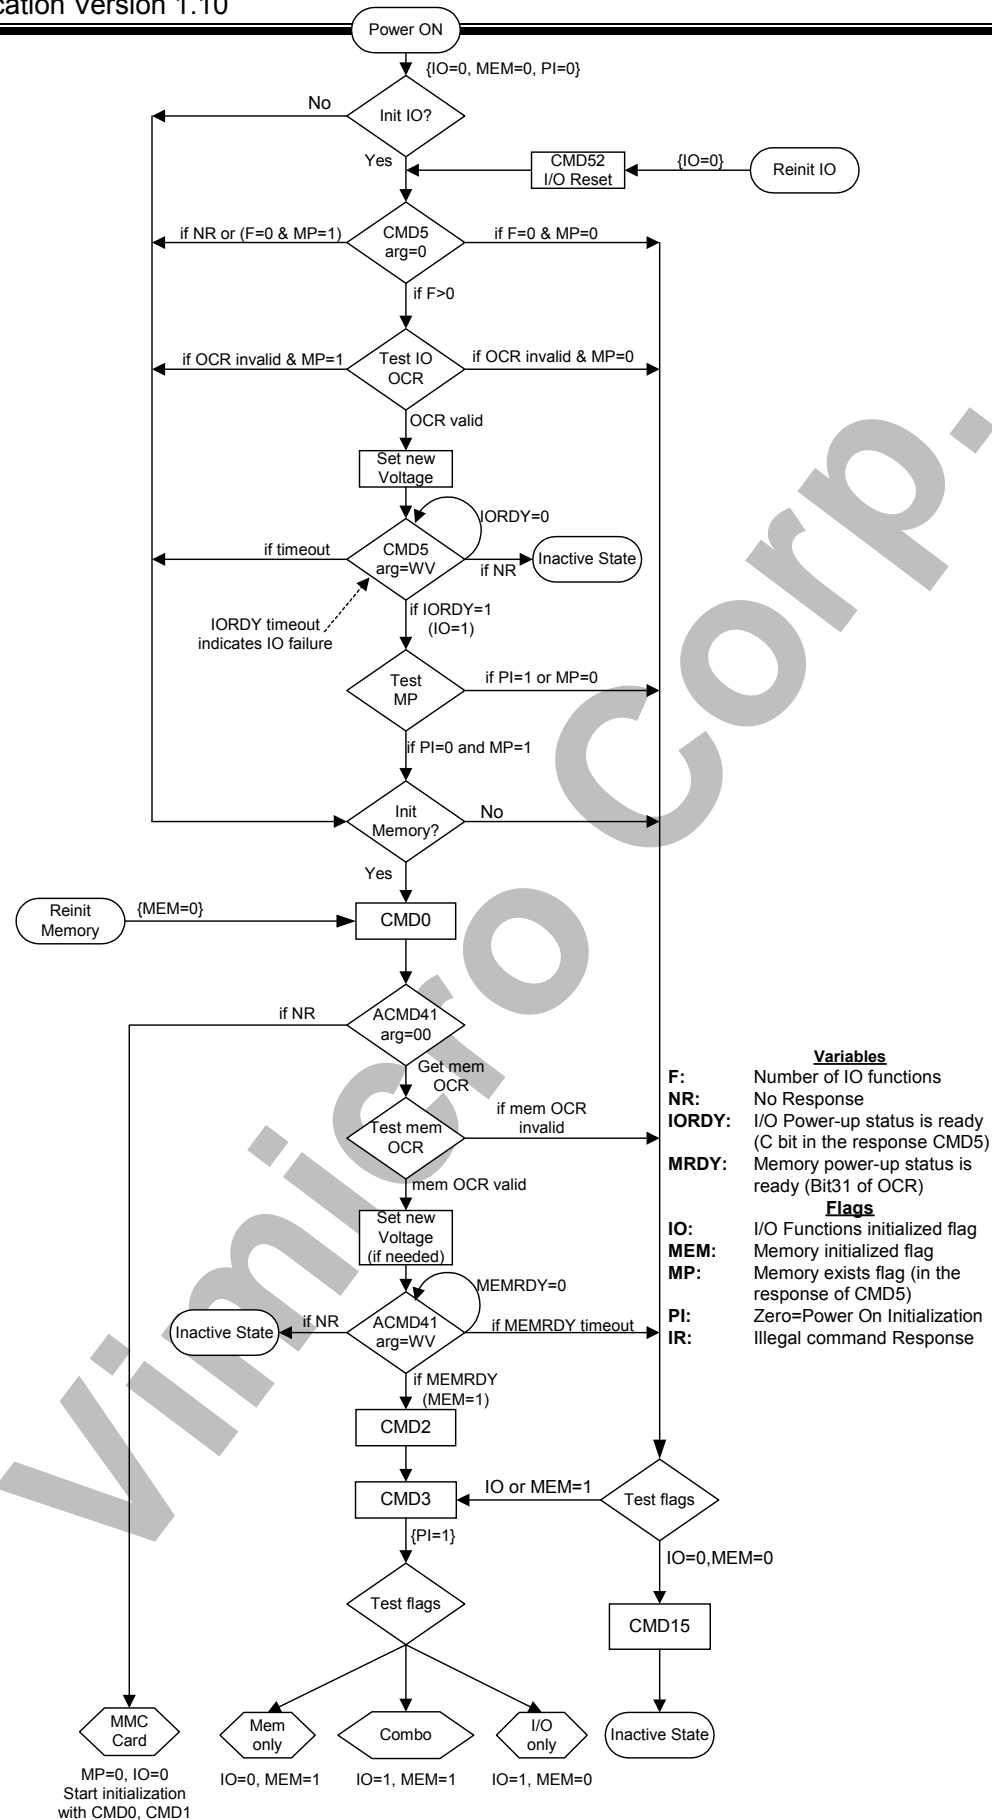 cation Version 1.10
Power ON
{IO=0, MEM=0, PI=0}
No
Init IO?
Yes
CMD52
I/O Reset
{IO=0}
Reinit IO
if NR or (F=0 & MP=1)
CMD5
arg=0
if F=0 & MP=0
if F>0
if OCR invalid & MP=1
Test IO
OCR
if OCR invalid & MP=0
OCR valid
Set new
Voltage
IORDY=0
if timeout
CMD5
arg=WV
if NR
Inactive State
IORDY timeout
indicates IO failure
if IORDY=1
(IO=1)
Test
MP
if PI=1 or MP=0
if PI=0 and MP=1
Init
Memory?
No
Yes
Reinit
Memory
{MEM=0}
CMD0
if NR
ACMD41
arg=00
Get mem
OCR
Test mem
OCR
if mem OCR
invalid
mem OCR valid
Set new
Voltage
(if needed)
MEMRDY=0
Inactive State
if NR
ACMD41
arg=WV
if MEMRDY timeout
if MEMRDY
(MEM=1)
CMD2
CMD3
IO or MEM=1
Test flags
{PI=1}
IO=0,MEM=0
Test flags
CMD15
MMC
Card
Mem
only
Combo
I/O
only
Inactive State
MP=0, IO=0
Start initialization
with CMD0, CMD1
IO=0, MEM=1
IO=1, MEM=1
IO=1, MEM=0
Variables
F: Number of IO functions
NR: No Response
IORDY: I/O Power-up status is ready
(C bit in the response CMD5)
MRDY: Memory power-up status is
ready (Bit31 of OCR)
Flags
IO: I/O Functions initialized flag
MEM: Memory initialized flag
MP: Memory exists flag (in the
response of CMD5)
PI: Zero=Power On Initialization
IR: Illegal command Response
Vimicro Corp.